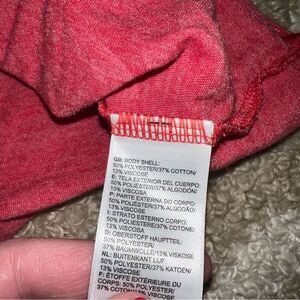 GB: BODY SHELL:
50% POLYESTER/37% COTTON/
13% VISCOSE
E: TELA EXTERIOR DEL CUERPO:
50% POLIÉSTER/37% ALGODÓN/
13% VISCOSA
P: PARTE EXTERNA DO CORPO:
50% POLIÉSTER/37% ALGODÃO/
13% VISCOSE
I: STRATO ESTERNO CORPO:
50% POLIESTERE/37% COTONE/
13% VISCOSA
D: OBERSTOFF HAUPTTEIL:
50% POLYESTER/
37% BAUMWOLLE/13% VISKOSE
NL: BUITENKANT LIJF:
50% POLYESTER/37% KATOEN/
13% VISCOSE
F: ÉTOFFE EXTÉRIEURE DU
CORPS: 50% POLYESTER/
37% COTON/13%